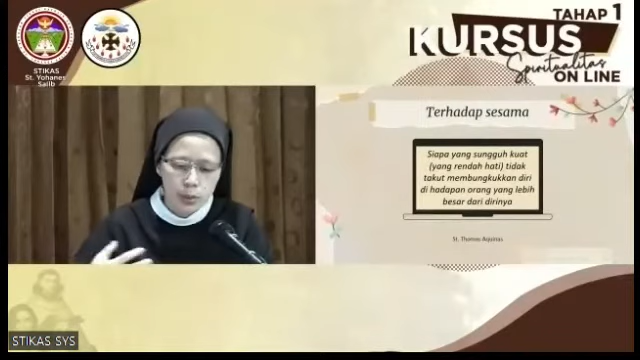 STIKAS
St. Yohanes
Salib
TAHAP 1
KURSUS
Spiritualitas
ON LINE
Terhadap sesama
Siapa yang sungguh kuat
(yang rendah hati) tidak
takut membungkukkan diri
di hadapan orang yang lebih
besar dari dirinya
St. Thomas Aquinas
STIKAS SYS